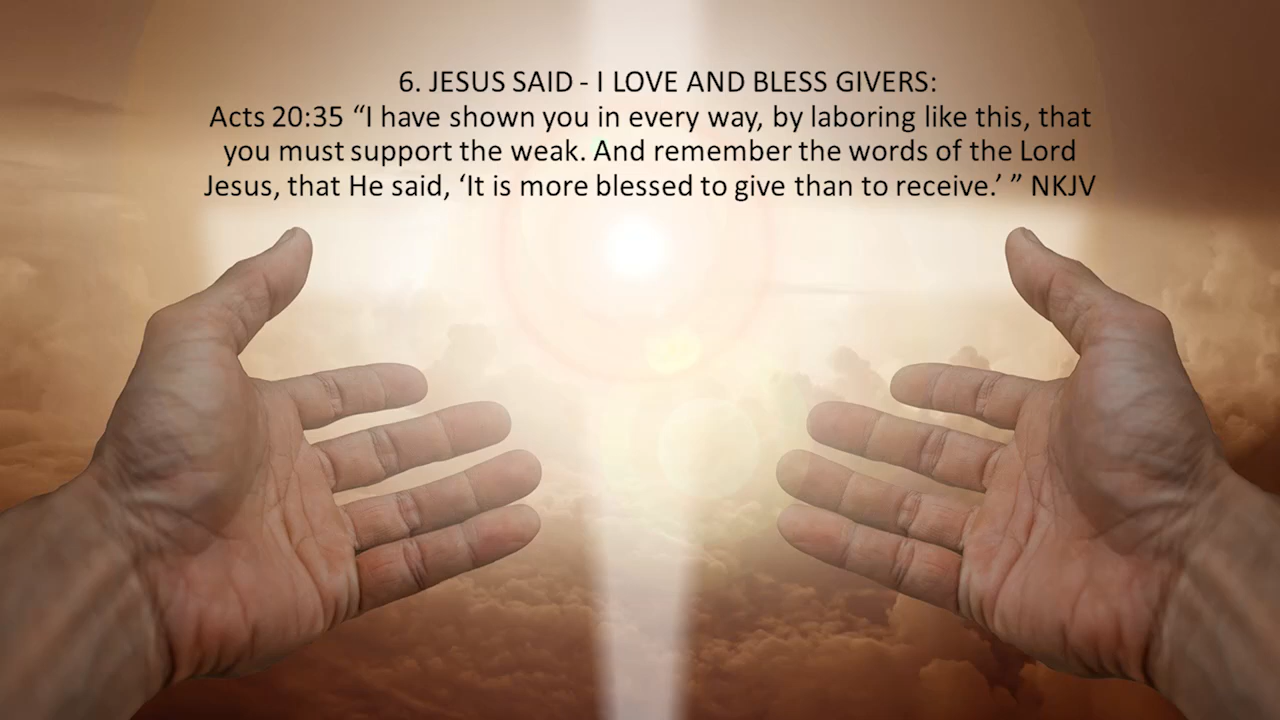 6. JESUS SAID - I LOVE AND BLESS GIVERS:
Acts 20:35 “I have shown you in every way, by laboring like this, that
you must support the weak. And remember the words of the Lord
Jesus, that He said, ‘It is more blessed to give than to receive.’ ” NKJV